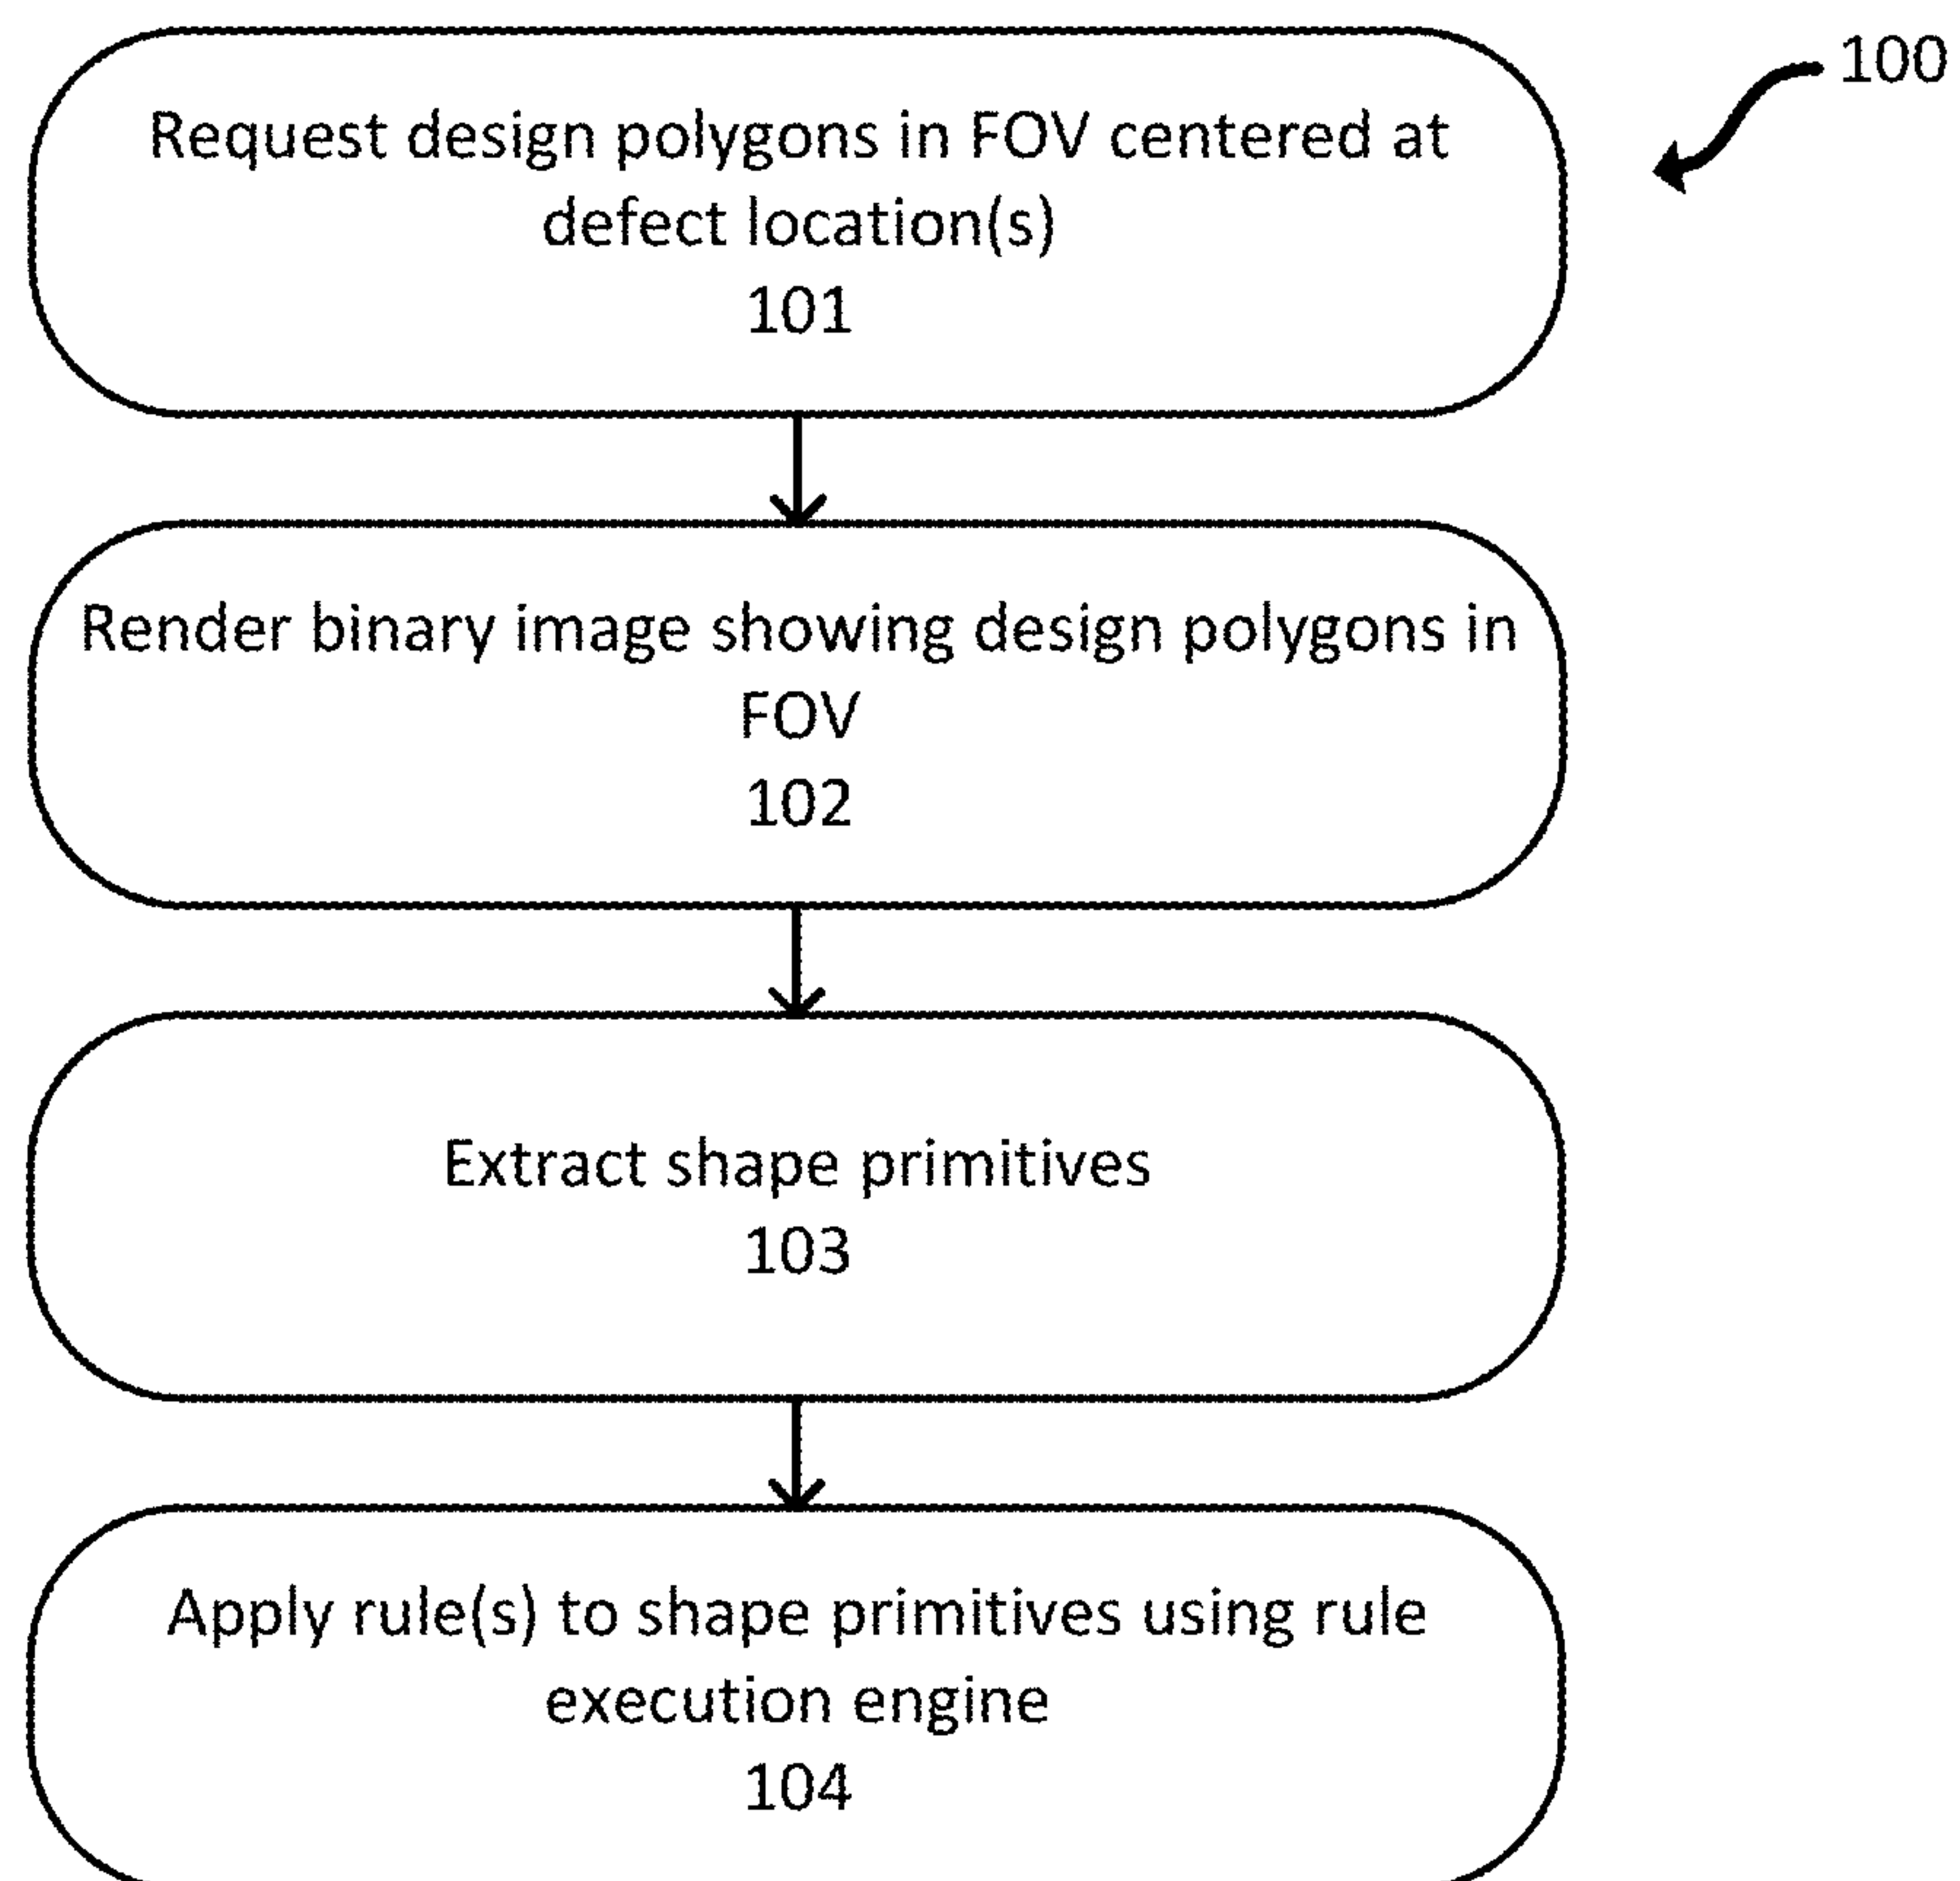 100
Request design polygons in FOV centered at
defect location(s)
101
Render binary image showing design polygons in
FOV
102
Extract shape primitives
103
Apply rule(s) to shape primitives using rule
execution engine
104